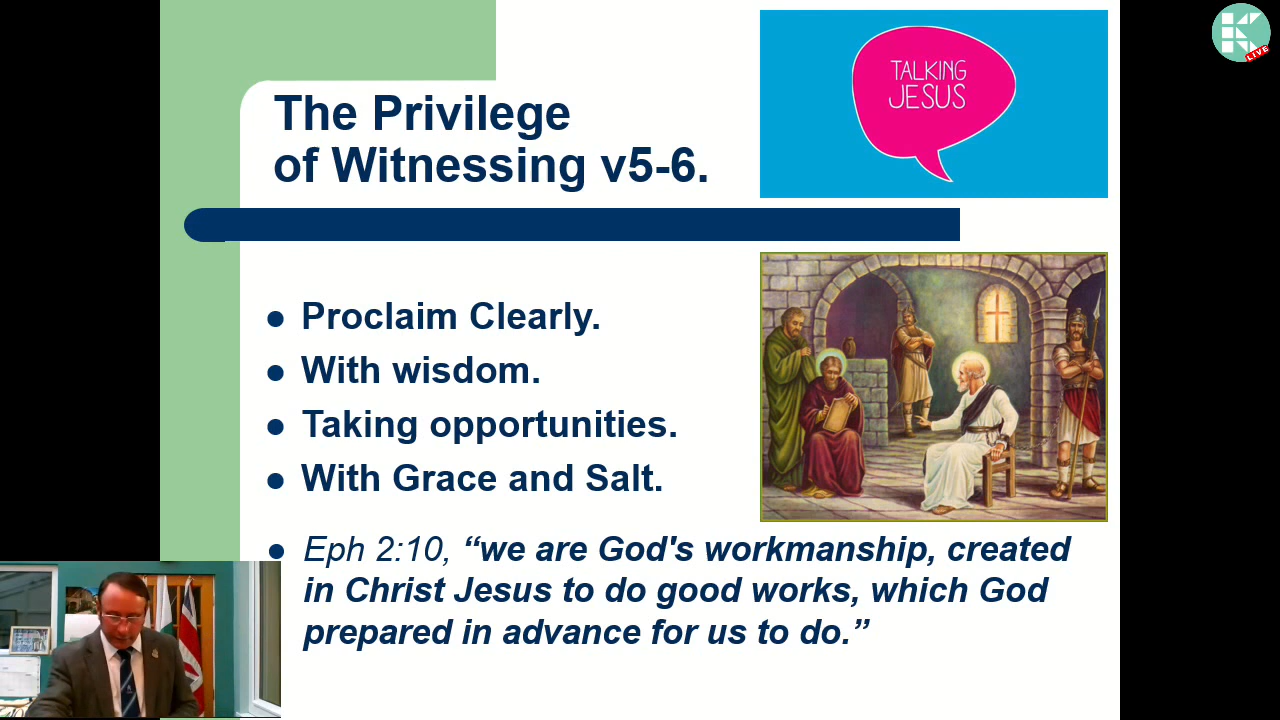 The Privilege
of Witnessing v5-6.
TALKING
JESUS
LIVE
Proclaim Clearly.
With wisdom.
Taking opportunities.
With Grace and Salt.
Eph 2:10, “we are God's workmanship, created
in Christ Jesus to do good works, which God
prepared in advance for us to do.”